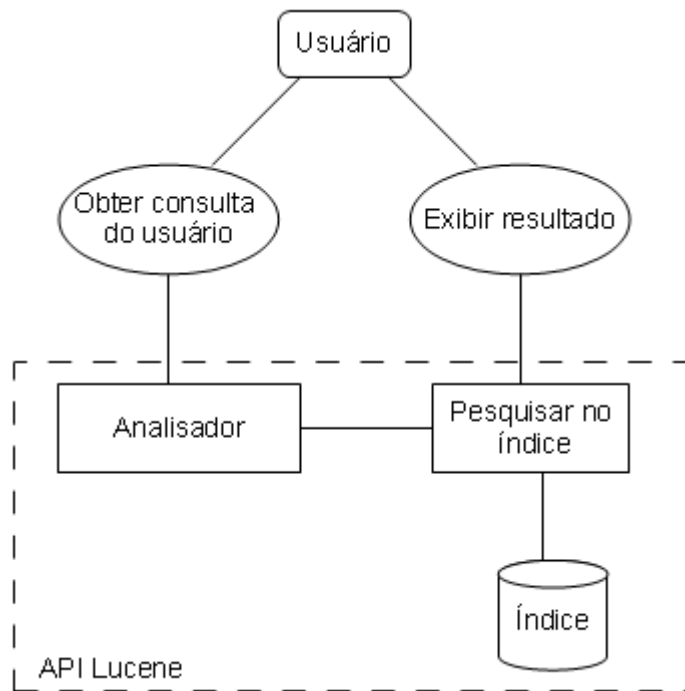 Usuário
Obter consulta
do usuário
Exibir resultado
Analisador
Pesquisar no
índice
Índice
API Lucene